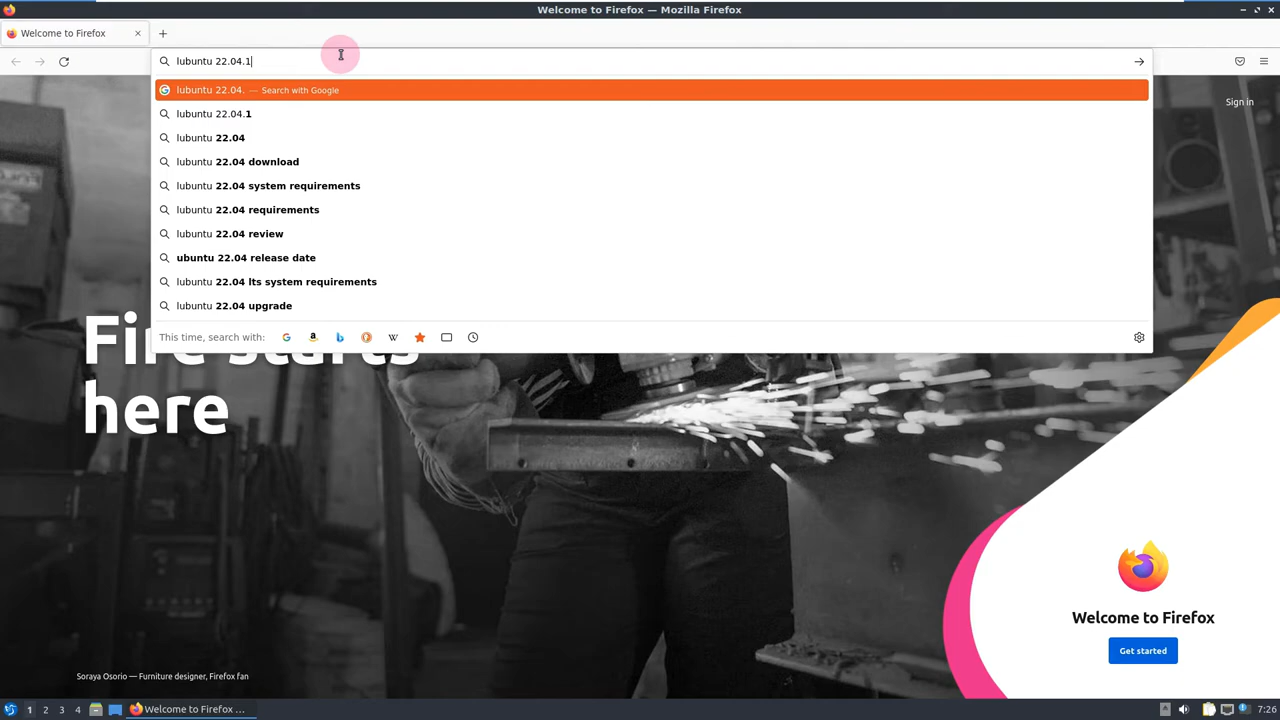 Welcome to Firefox — Mozilla Firefox
Welcome to Firefox
lubuntu 22.04.1
lubuntu 22.04. — Search with Google
lubuntu 22.04.1
lubuntu 22.04
lubuntu 22.04 download
lubuntu 22.04 system requirements
lubuntu 22.04 requirements
lubuntu 22.04 review
ubuntu 22.04 release date
lubuntu 22.04 lts system requirements
lubuntu 22.04 upgrade
This time, search with:
Sign in
Fire starts
here
Welcome to Firefox
Get started
Soraya Osorio — Furniture designer, Firefox fan
1 2 3 4 Welcome to Firefox ... 7:26